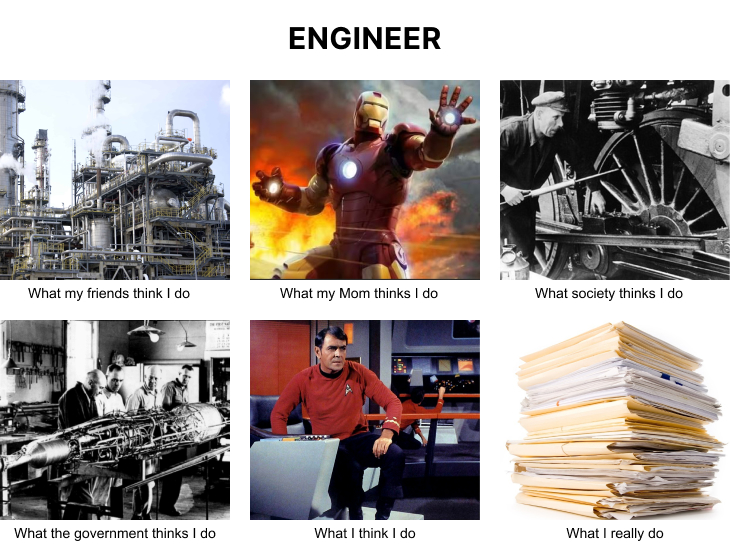 ENGINEER
What my friends think I do
What my Mom thinks I do
What society thinks I do
What the government thinks I do
What I think I do
What I really do